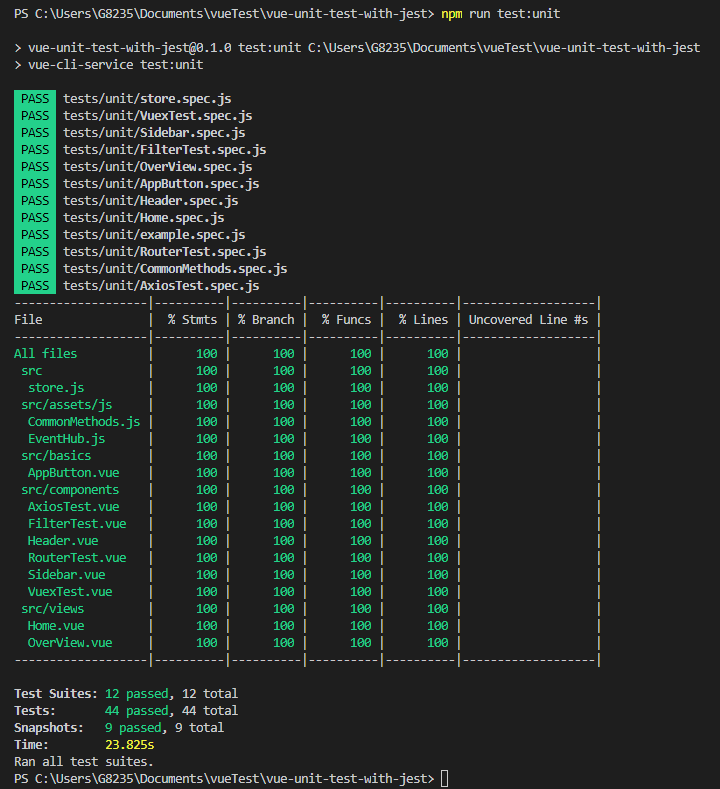 PS C:\Users\G8235\Documents\vueTest\vue-unit-test-with-jest> npm run test:unit
> vue-unit-test-with-jest@0.1.0 test:unit C:\Users\G8235\Documents\vueTest\vue-unit-test-with-jest
> vue-cli-service test:unit
PASS tests/unit/store.spec.js
PASS tests/unit/VuexTest.spec.js
PASS tests/unit/Sidebar.spec.js
PASS tests/unit/FilterTest.spec.js
PASS tests/unit/OverView.spec.js
PASS tests/unit/AppButton.spec.js
PASS tests/unit/Header.spec.js
PASS tests/unit/Home.spec.js
PASS tests/unit/example.spec.js
PASS tests/unit/RouterTest.spec.js
PASS tests/unit/CommonMethods.spec.js
PASS tests/unit/AxiosTest.spec.js
-------------------|----------|----------|----------|----------|-------------------|
File               |  % Stmts | % Branch |  % Funcs |  % Lines | Uncovered Line #s |
-------------------|----------|----------|----------|----------|-------------------|
All files          |      100 |      100 |      100 |      100 |                   |
 src               |      100 |      100 |      100 |      100 |                   |
  store.js         |      100 |      100 |      100 |      100 |                   |
 src/assets/js     |      100 |      100 |      100 |      100 |                   |
  CommonMethods.js |      100 |      100 |      100 |      100 |                   |
  EventHub.js      |      100 |      100 |      100 |      100 |                   |
 src/basics        |      100 |      100 |      100 |      100 |                   |
  AppButton.vue    |      100 |      100 |      100 |      100 |                   |
 src/components    |      100 |      100 |      100 |      100 |                   |
  AxiosTest.vue    |      100 |      100 |      100 |      100 |                   |
  FilterTest.vue   |      100 |      100 |      100 |      100 |                   |
  Header.vue       |      100 |      100 |      100 |      100 |                   |
  RouterTest.vue   |      100 |      100 |      100 |      100 |                   |
  Sidebar.vue      |      100 |      100 |      100 |      100 |                   |
  VuexTest.vue     |      100 |      100 |      100 |      100 |                   |
 src/views         |      100 |      100 |      100 |      100 |                   |
  Home.vue         |      100 |      100 |      100 |      100 |                   |
  OverView.vue     |      100 |      100 |      100 |      100 |                   |
-------------------|----------|----------|----------|----------|-------------------|
Test Suites: 12 passed, 12 total
Tests:       44 passed, 44 total
Snapshots:   9 passed, 9 total
Time:        23.825s
Ran all test suites.
PS C:\Users\G8235\Documents\vueTest\vue-unit-test-with-jest>